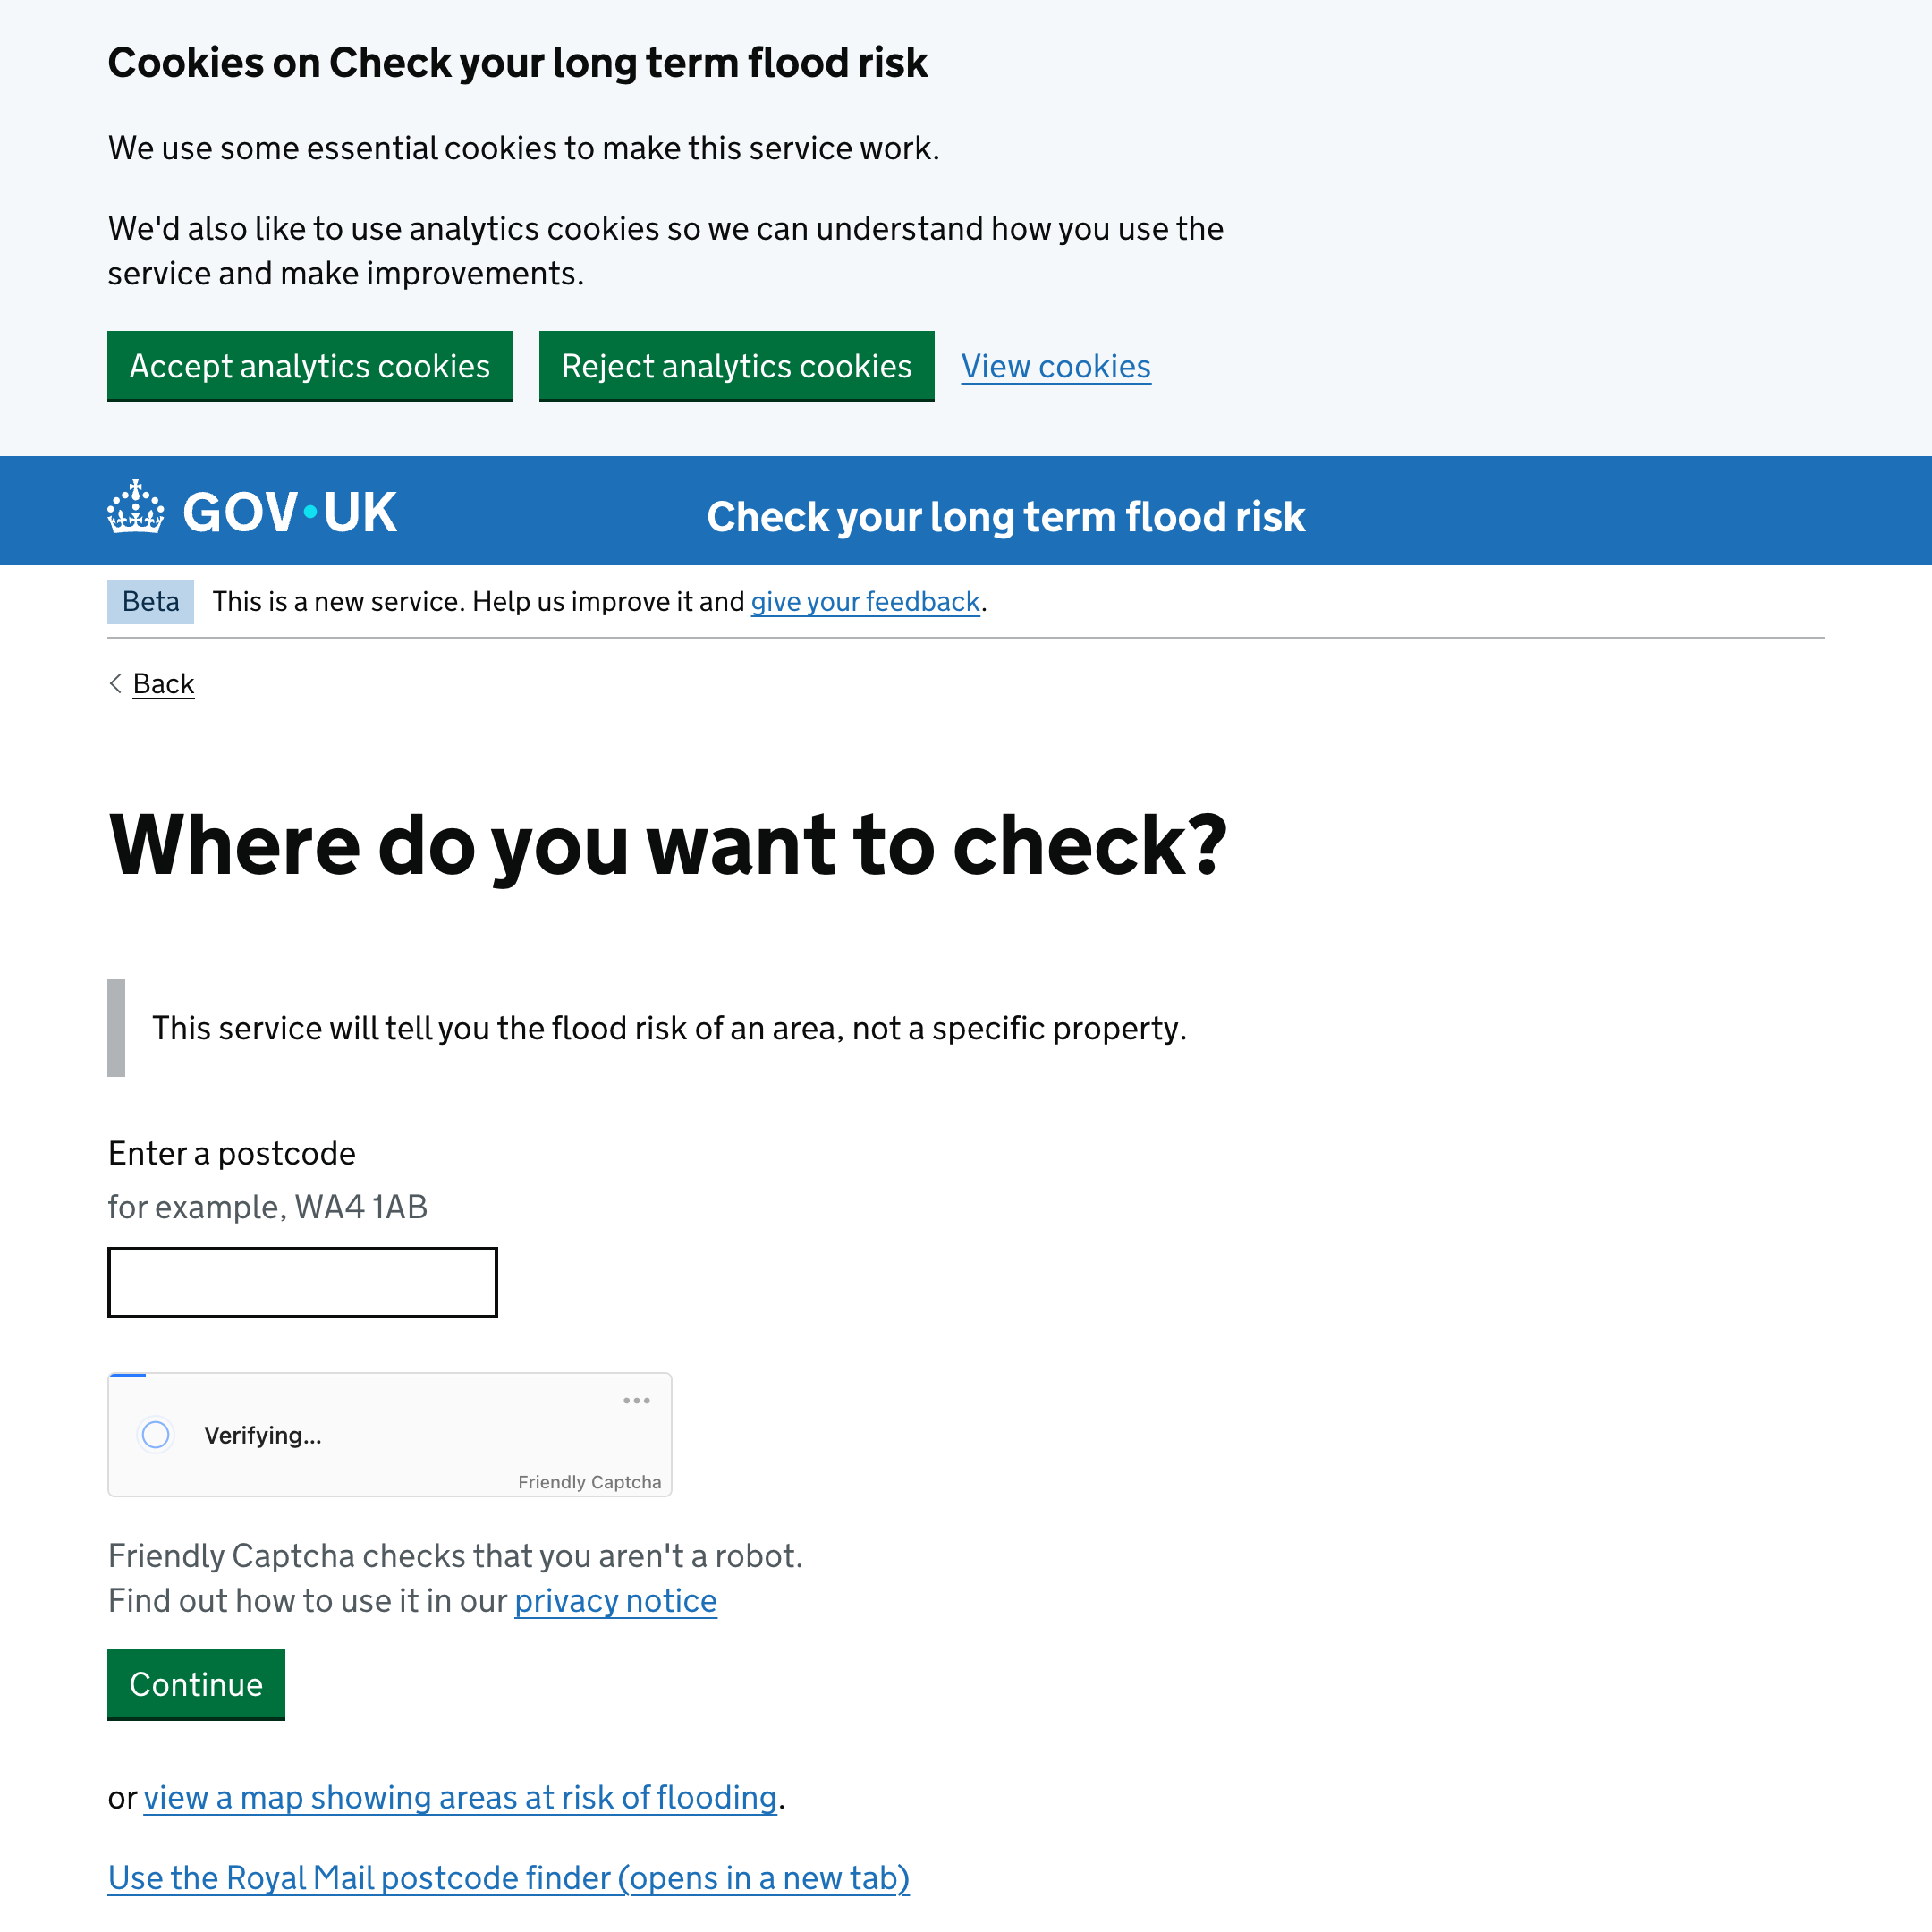 Cookies on Check your long term flood risk
We use some essential cookies to make this service work.
We'd also like to use analytics cookies so we can understand how you use the
service and make improvements.
Accept analytics cookies Reject analytics cookies View cookies
GOV·UK Check your long term flood risk
Beta This is a new service. Help us improve it and give your feedback.
Back
Where do you want to check?
This service will tell you the flood risk of an area, not a specific property.
Enter a postcode
for example, WA4 1AB
Verifying...
Friendly Captcha
Friendly Captcha checks that you aren't a robot.
Find out how to use it in our privacy notice
Continue
or view a map showing areas at risk of flooding.
Use the Royal Mail postcode finder (opens in a new tab)